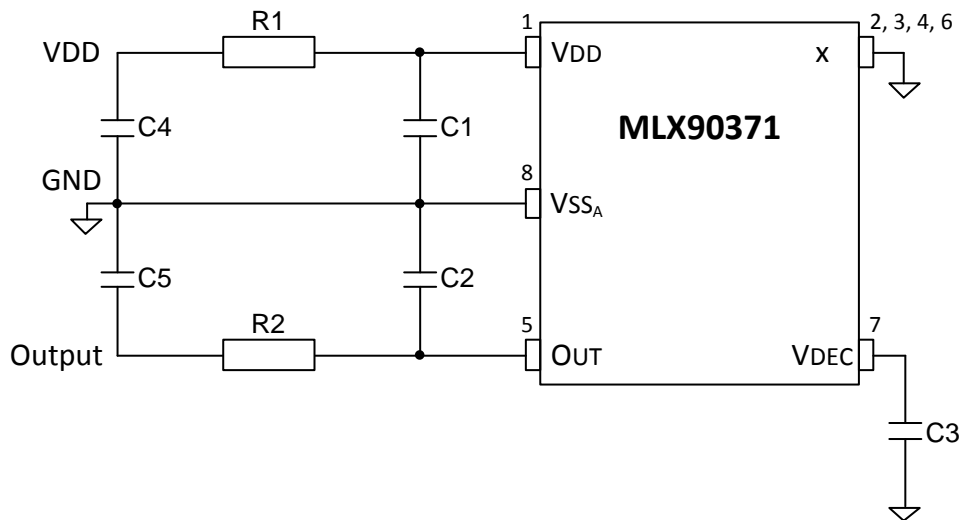 R1
1
2, 3, 4, 6
VDD
VDD
x
C4
C1
MLX90371
GND
8
VSSA
C5
C2
R2
5
7
Output
OUT
VDEC
C3